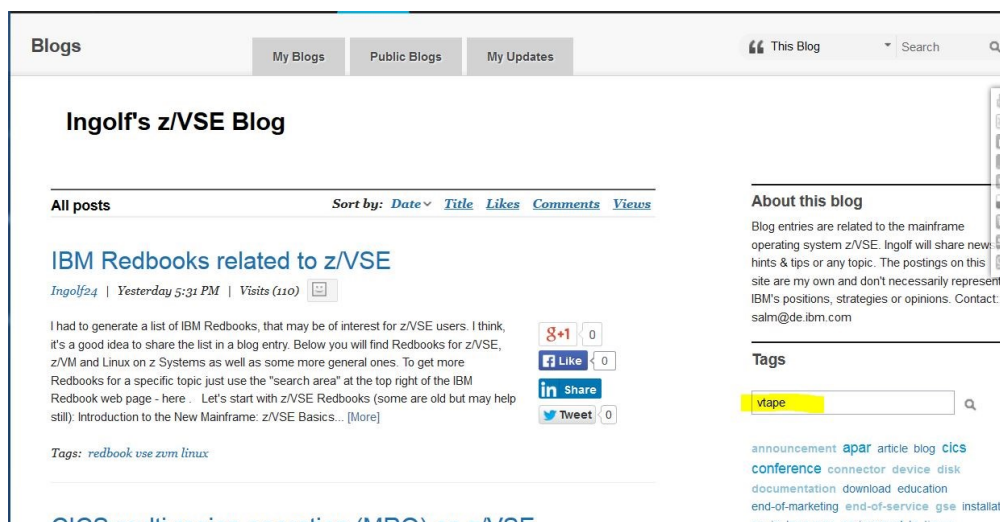 Blogs
My Blogs
Public Blogs
My Updates
This Blog
Search
Ingolf's z/VSE Blog
All posts
Sort by: Date Title Likes Comments Views
IBM Redbooks related to z/VSE
Ingolf24 | Yesterday 5:31 PM | Visits (110)
I had to generate a list of IBM Redbooks, that may be of interest for z/VSE users. I think,
it's a good idea to share the list in a blog entry. Below you will find Redbooks for z/VSE,
z/VM and Linux on z Systems as well as some more general ones. To get more
Redbooks for a specific topic just use the "search area" at the top right of the IBM
Redbook web page - here . Let's start with z/VSE Redbooks (some are old but may help
still): Introduction to the New Mainframe: z/VSE Basics... [More]
g+1 0
f Like 0
in Share
Tweet 0
Tags: redbook vse zvm linux
About this blog
Blog entries are related to the mainframe
operating system z/VSE. Ingolf will share news
hints & tips or any topic. The postings on this
site are my own and don't necessarily represent
IBM's positions, strategies or opinions. Contact:
salm@de.ibm.com
Tags
vtape
announcement apar article blog cics
conference connector device disk
documentation download education
end-of-marketing end-of-service gse installat